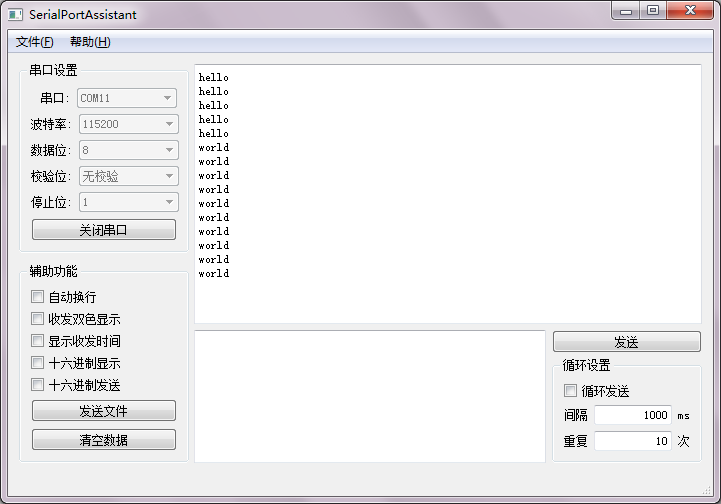 SerialPortAssistant
文件(F) 帮助(H)
串口设置
串口: COM11
波特率: 115200
数据位: 8
校验位: 无校验
停止位: 1
关闭串口
辅助功能
自动换行
收发双色显示
显示收发时间
十六进制显示
十六进制发送
发送文件
清空数据
hello
hello
hello
hello
hello
world
world
world
world
world
world
world
world
world
world
发送
循环设置
循环发送
间隔 1000 ms
重复 10 次